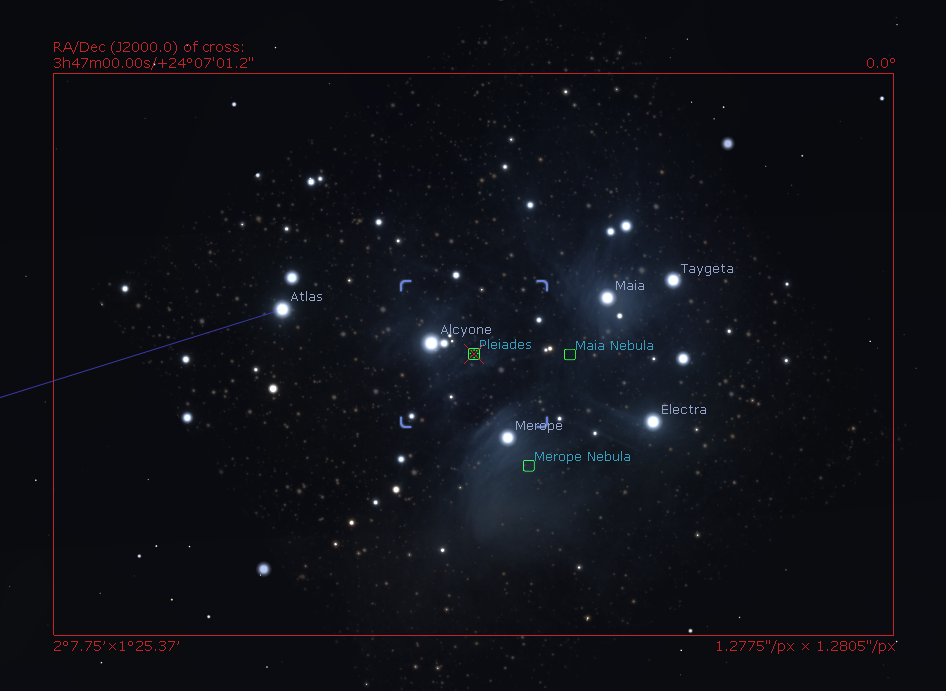 RA/Dec (J2000.0) of cross:
3h47m00.00s/+24°07'01.2"
0.0°
Taygeta
Maia
Atlas
Alcyone
Pleiades
Maia Nebula
Electra
Merope
Merope Nebula
2°7.75'×1°25.37'
1.2775"/px × 1.2805"/px